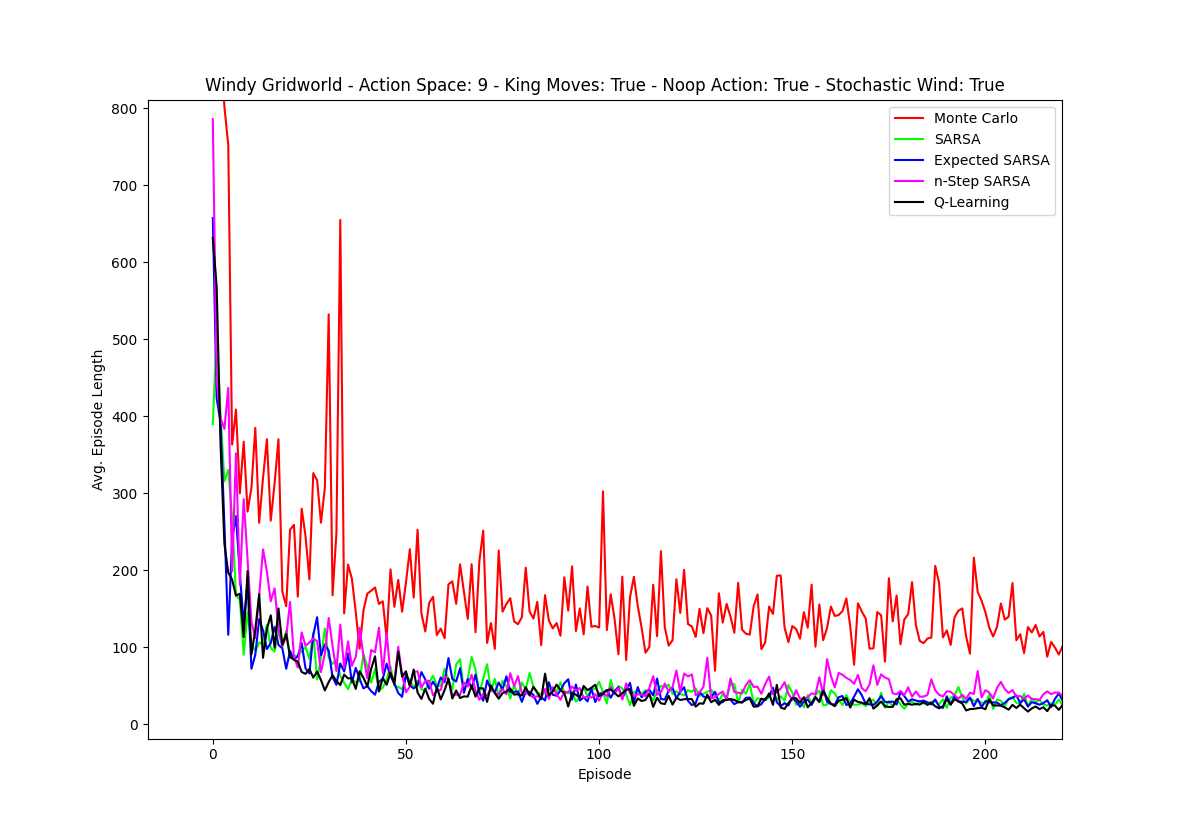 Windy Gridworld - Action Space: 9 - King Moves: True - Noop Action: True - Stochastic Wind: True
Monte Carlo
SARSA
Expected SARSA
n-Step SARSA
Q-Learning
Avg. Episode Length
800
700
600
500
400
300
200
100
0
0 50 100 150 200
Episode